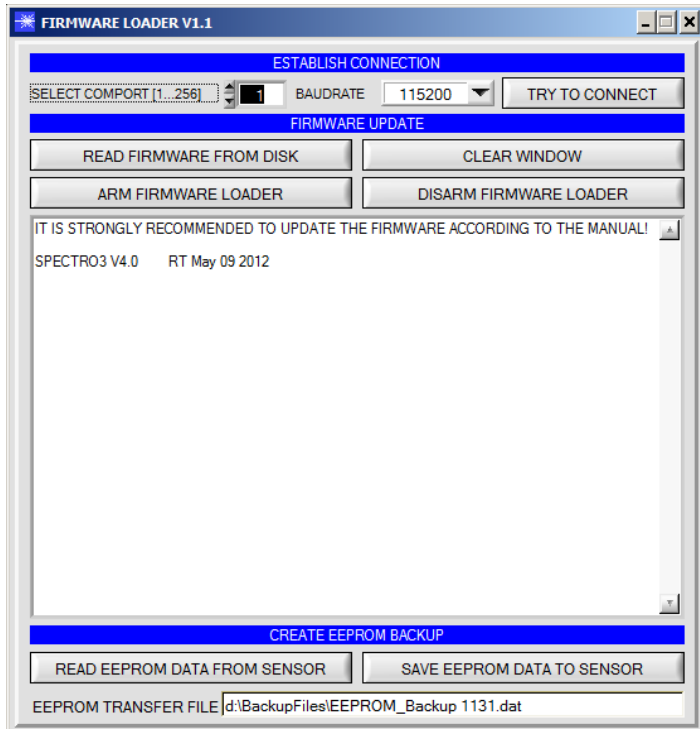 FIRMWARE LOADER V1.1
ESTABLISH CONNECTION
SELECT COMPORT [1...256] 1 BAUDRATE 115200 TRY TO CONNECT
FIRMWARE UPDATE
READ FIRMWARE FROM DISK CLEAR WINDOW
ARM FIRMWARE LOADER DISARM FIRMWARE LOADER
IT IS STRONGLY RECOMMENDED TO UPDATE THE FIRMWARE ACCORDING TO THE MANUAL!
SPECTRO3 V4.0 RT May 09 2012
CREATE EEPROM BACKUP
READ EEPROM DATA FROM SENSOR SAVE EEPROM DATA TO SENSOR
EEPROM TRANSFER FILE d:\BackupFiles\EEPROM_Backup 1131.dat